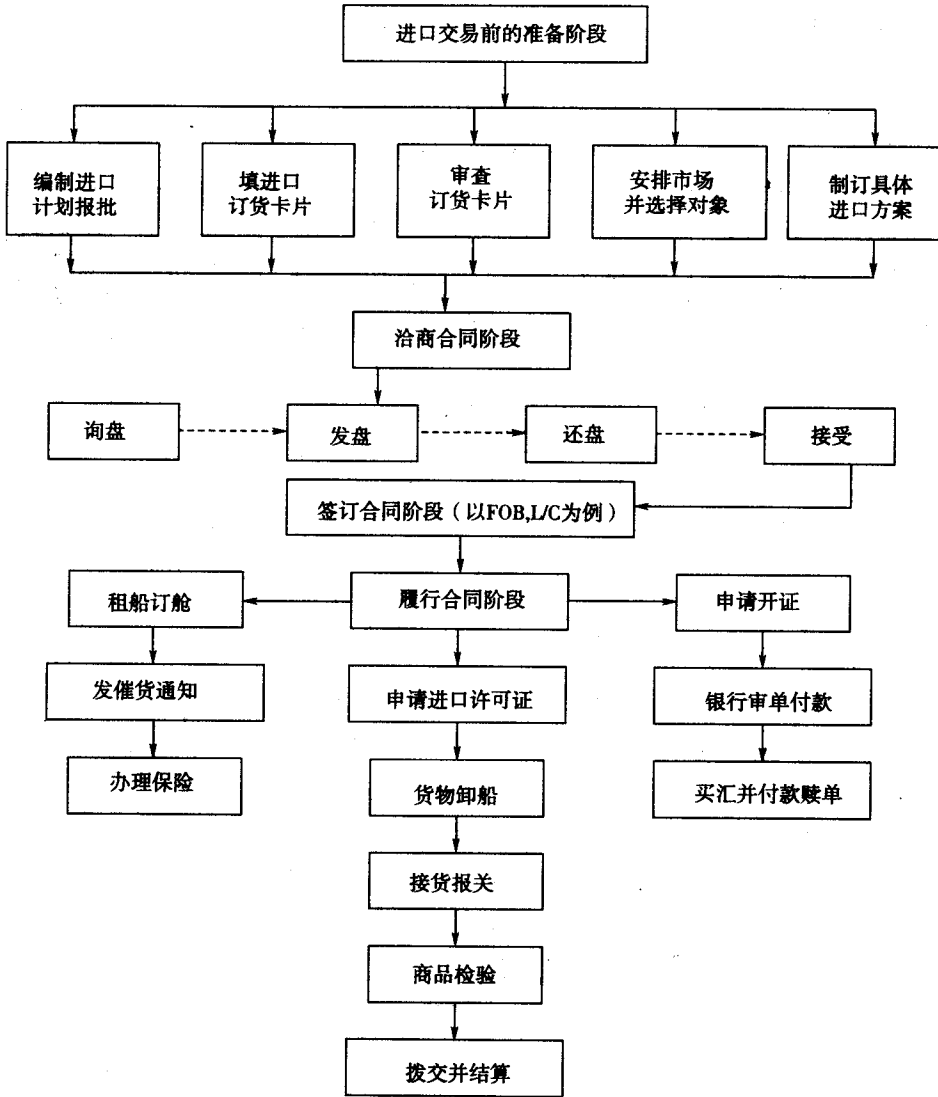 进口交易前的准备阶段
编制进口
计划报批
填进口
订货卡片
审查
订货卡片
安排市场
并选择对象
制订具体
进口方案
洽商合同阶段
询盘
发盘
还盘
接受
签订合同阶段（以FOB,L/C为例）
租船订舱
履行合同阶段
申请开证
发催货通知
申请进口许可证
银行审单付款
办理保险
货物卸船
买汇并付款赎单
接货报关
商品检验
拨交并结算